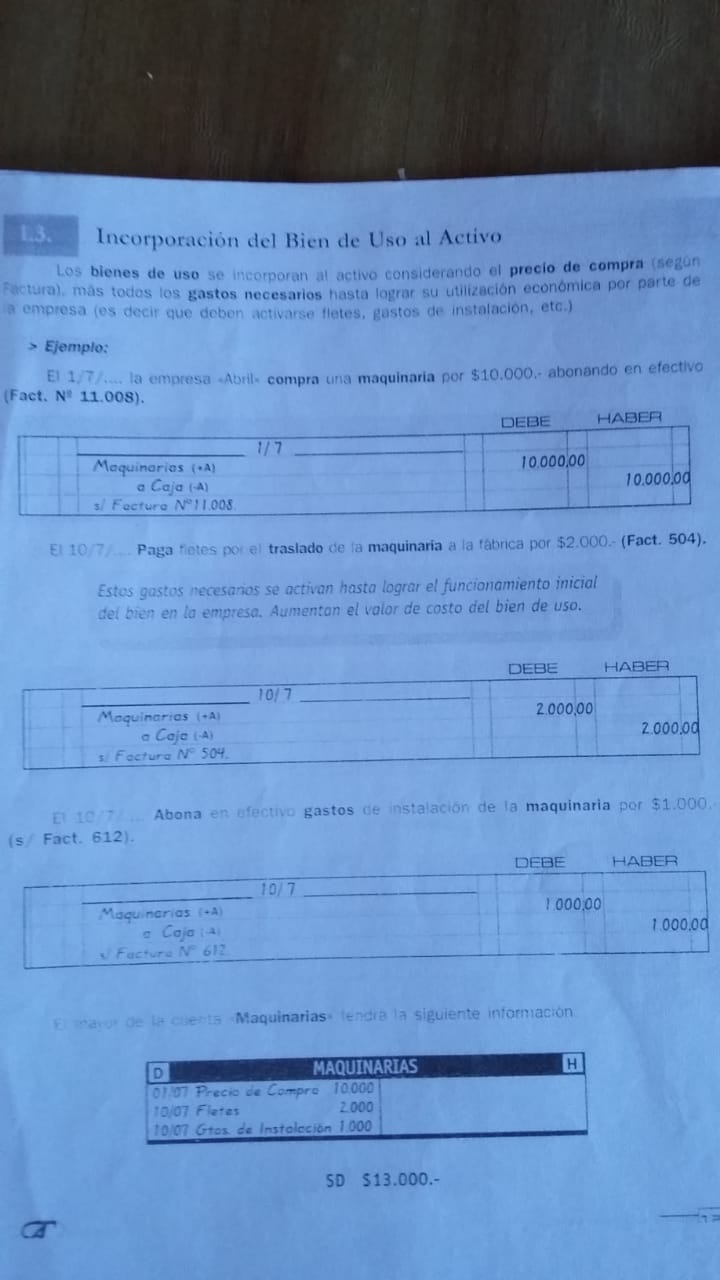 1.3. Incorporación del Bien de Uso al Activo
Los bienes de uso se incorporan al activo considerando el precio de compra (según
Factura), más todos los gastos necesarios hasta lograr su utilización económica por parte de
la empresa (es decir que deben activarse fletes, gastos de instalación, etc.)
> Ejemplo:
El 1/7/.... la empresa «Abril» compra una maquinaria por $10.000.- abonando en efectivo
(Fact. Nº 11.008).
DEBE HABER
1/7
Maquinarias (+A) 10.000,00
a Caja (-A) 10.000,00
s/ Factura Nº11.008.
El 10/7/.... Paga fletes por el traslado de la maquinaria a la fábrica por $2.000.- (Fact. 504).
Estos gastos necesarios se activan hasta lograr el funcionamiento inicial
del bien en la empresa. Aumentan el valor de costo del bien de uso.
DEBE HABER
10/7
Maquinarias (+A) 2.000,00
a Caja (-A) 2.000,00
s/ Factura Nº 504.
El 10/7/.... Abona en efectivo gastos de instalación de la maquinaria por $1.000.-
(s/ Fact. 612).
DEBE HABER
10/7
Maquinarias (+A) 1.000,00
a Caja (-A) 1.000,00
s/ Factura Nº 612.
El mayor de la cuenta «Maquinarias» tendrá la siguiente información:
D MAQUINARIAS H
01/07 Precio de Compra 10.000
10/07 Fletes 2.000
10/07 Gtos. de Instalación 1.000
SD $13.000.-